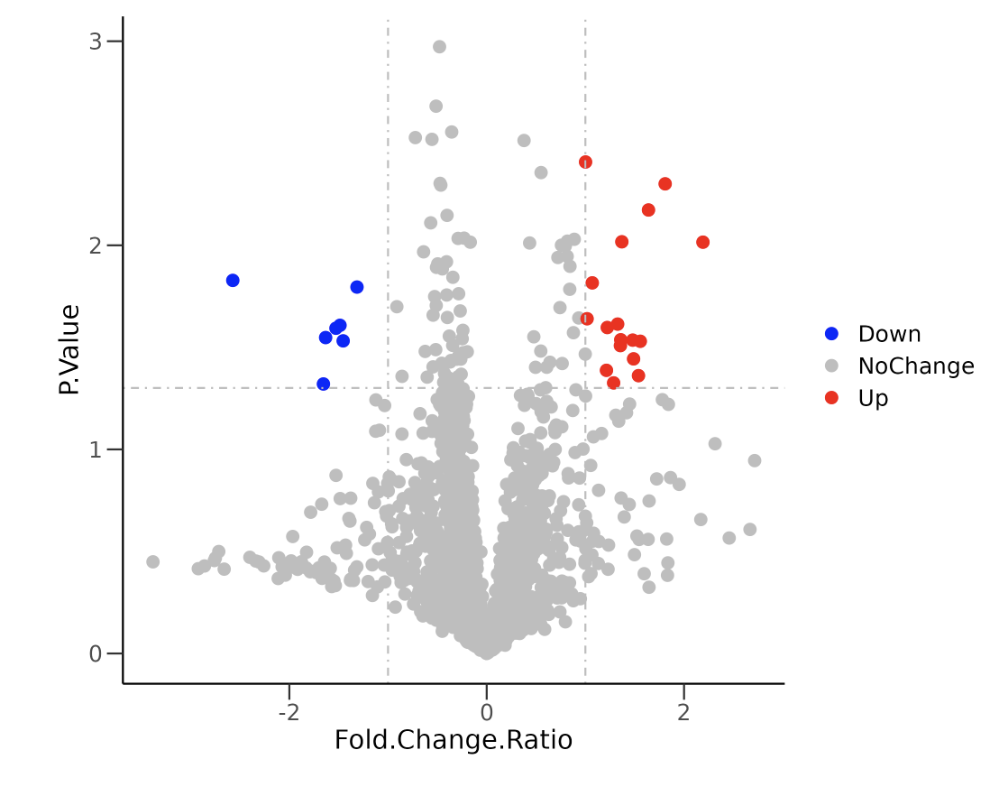 3
2
1
0
P.Value
-2
0
2
Fold.Change.Ratio
Down
NoChange
Up